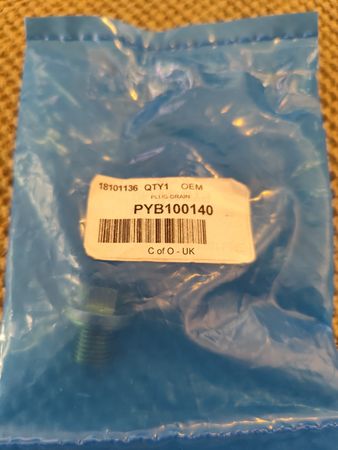 18101136 QTY1 OEM
PLUG-DRAIN
PYB100140
C of O - UK